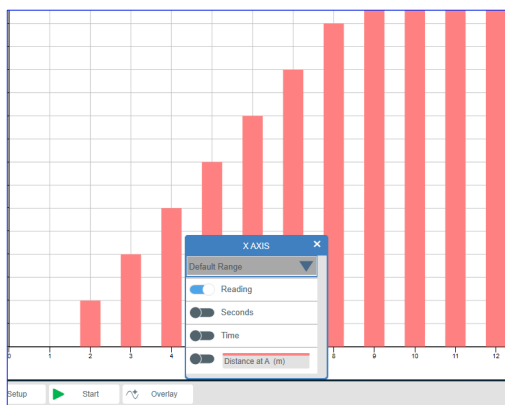 X AXIS ×
Default Range
Reading
Seconds
Time
Distance at A (m)
0 1 2 3 4 8 9 10 11 12
Setup Start Overlay